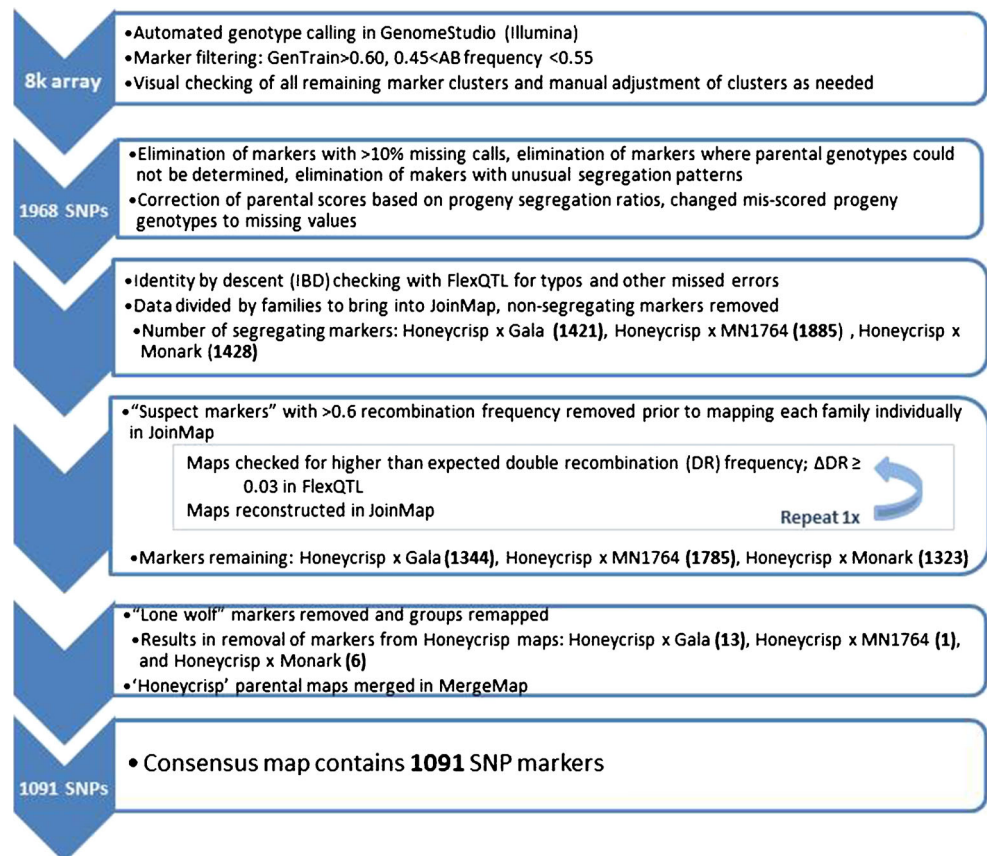 8k array
•Automated genotype calling in GenomeStudio (Illumina)
•Marker filtering: GenTrain>0.60, 0.45<AB frequency <0.55
•Visual checking of all remaining marker clusters and manual adjustment of clusters as needed
1968 SNPs
•Elimination of markers with >10% missing calls, elimination of markers where parental genotypes could
not be determined, elimination of makers with unusual segregation patterns
•Correction of parental scores based on progeny segregation ratios, changed mis-scored progeny
genotypes to missing values
•Identity by descent (IBD) checking with FlexQTL for typos and other missed errors
•Data divided by families to bring into JoinMap, non-segregating markers removed
•Number of segregating markers: Honeycrisp x Gala (1421), Honeycrisp x MN1764 (1885) , Honeycrisp x
Monark (1428)
•"Suspect markers" with >0.6 recombination frequency removed prior to mapping each family individually
in JoinMap
Maps checked for higher than expected double recombination (DR) frequency; ΔDR ≥
0.03 in FlexQTL
Maps reconstructed in JoinMap
Repeat 1x
•Markers remaining: Honeycrisp x Gala (1344), Honeycrisp x MN1764 (1785), Honeycrisp x Monark (1323)
•"Lone wolf" markers removed and groups remapped
•Results in removal of markers from Honeycrisp maps: Honeycrisp x Gala (13), Honeycrisp x MN1764 (1),
and Honeycrisp x Monark (6)
•'Honeycrisp' parental maps merged in MergeMap
1091 SNPs
• Consensus map contains 1091 SNP markers